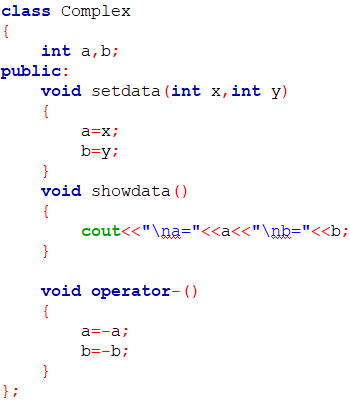 class Complex
{
    int a,b;
public:
    void setdata(int x,int y)
    {
        a=x;
        b=y;
    }
    void showdata()
    {
        cout<<"\na="<<a<<"\nb="<<b;
    }

    void operator-()
    {
        a=-a;
        b=-b;
    }
};